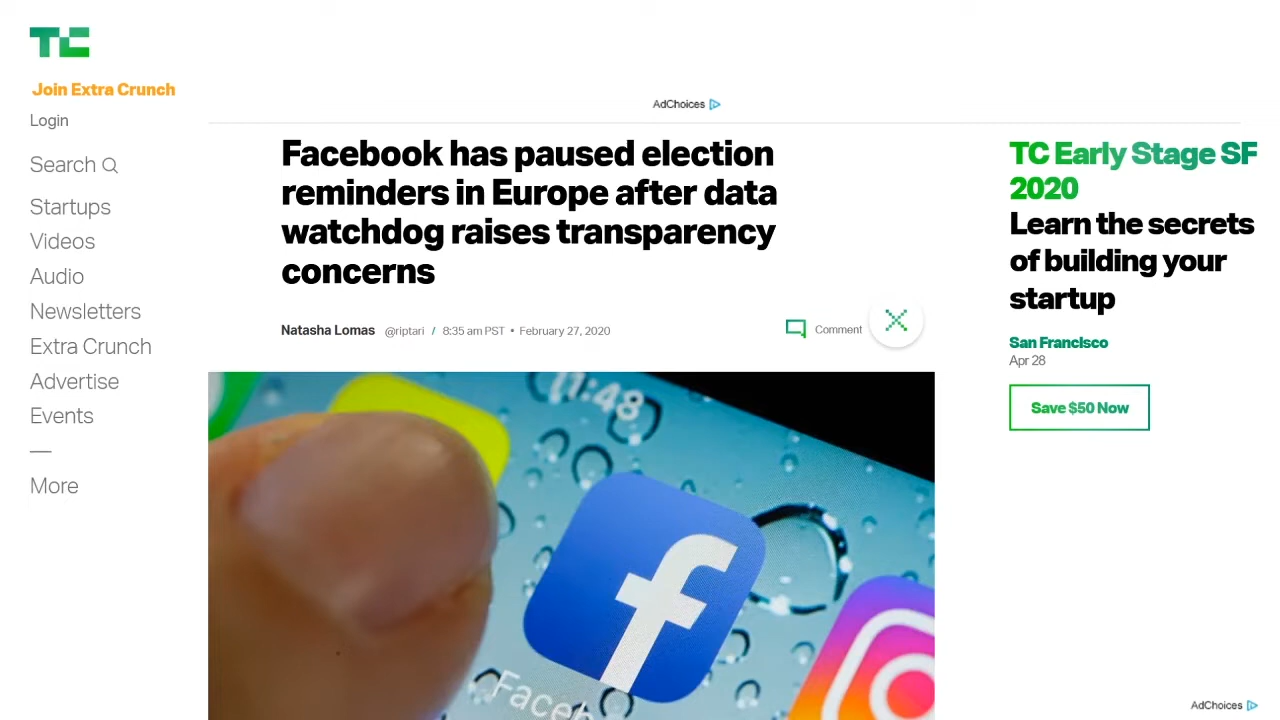 TC
Join Extra Crunch
Login
Search
Startups
Videos
Audio
Newsletters
Extra Crunch
Advertise
Events
—
More
AdChoices
Facebook has paused election
reminders in Europe after data
watchdog raises transparency
concerns
Natasha Lomas @riptari / 8:35 am PST • February 27, 2020
Comment
11:48
Faceb
TC Early Stage SF
2020
Learn the secrets
of building your
startup
San Francisco
Apr 28
Save $50 Now
AdChoices